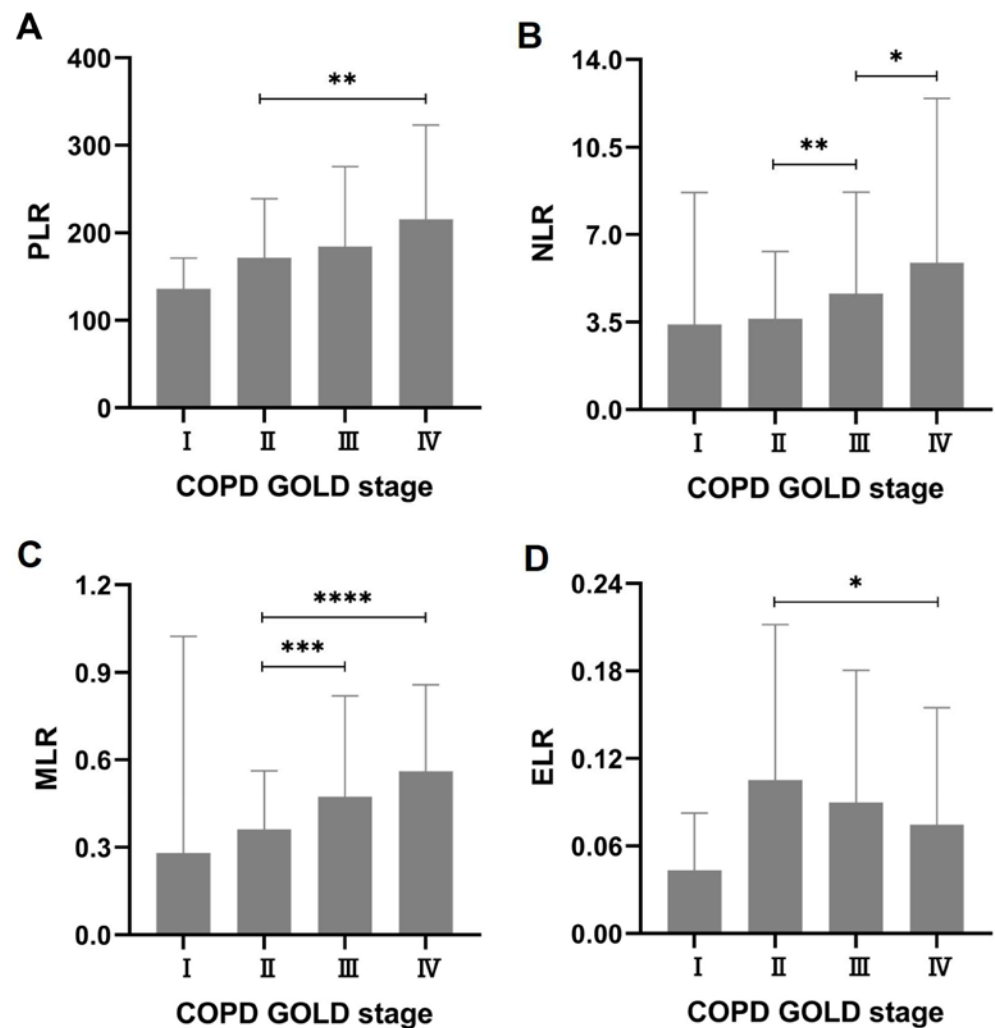 A
PLR
400
300
200
100
0
**
I II III IV
COPD GOLD stage
B
NLR
14.0
10.5
7.0
3.5
0.0
*
**
I II III IV
COPD GOLD stage
C
MLR
1.2
0.9
0.6
0.3
0.0
****
***
I II III IV
COPD GOLD stage
D
ELR
0.24
0.18
0.12
0.06
0.00
*
I II III IV
COPD GOLD stage